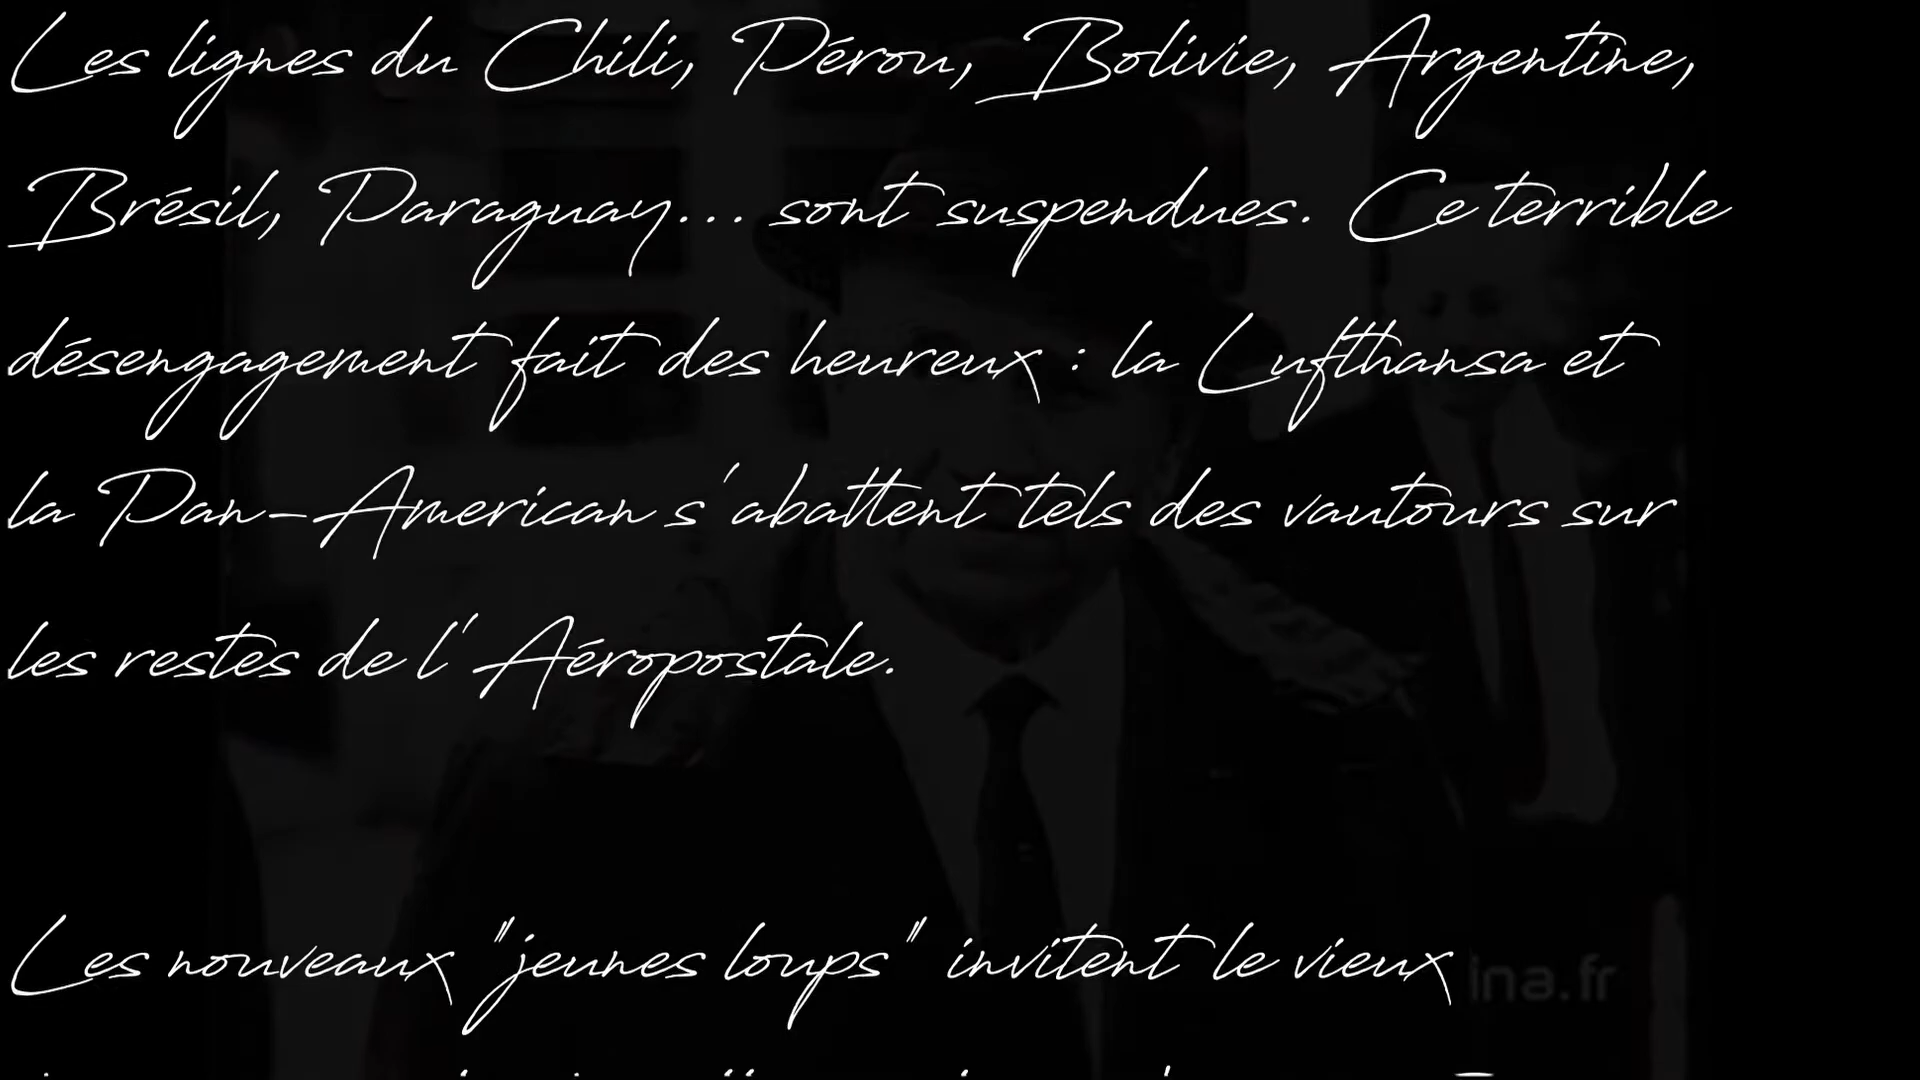 Les lignes du Chili, Pérou, Bolivie, Argentine,
Brésil, Paraguay... sont suspendues. Ce terrible
désengagement fait des heureux : la Lufthansa et
la Pan-American s'abattent tels des vautours sur
les restes de l'Aéropostale.
Les nouveaux "jeunes loups" invitent le vieux
ina.fr